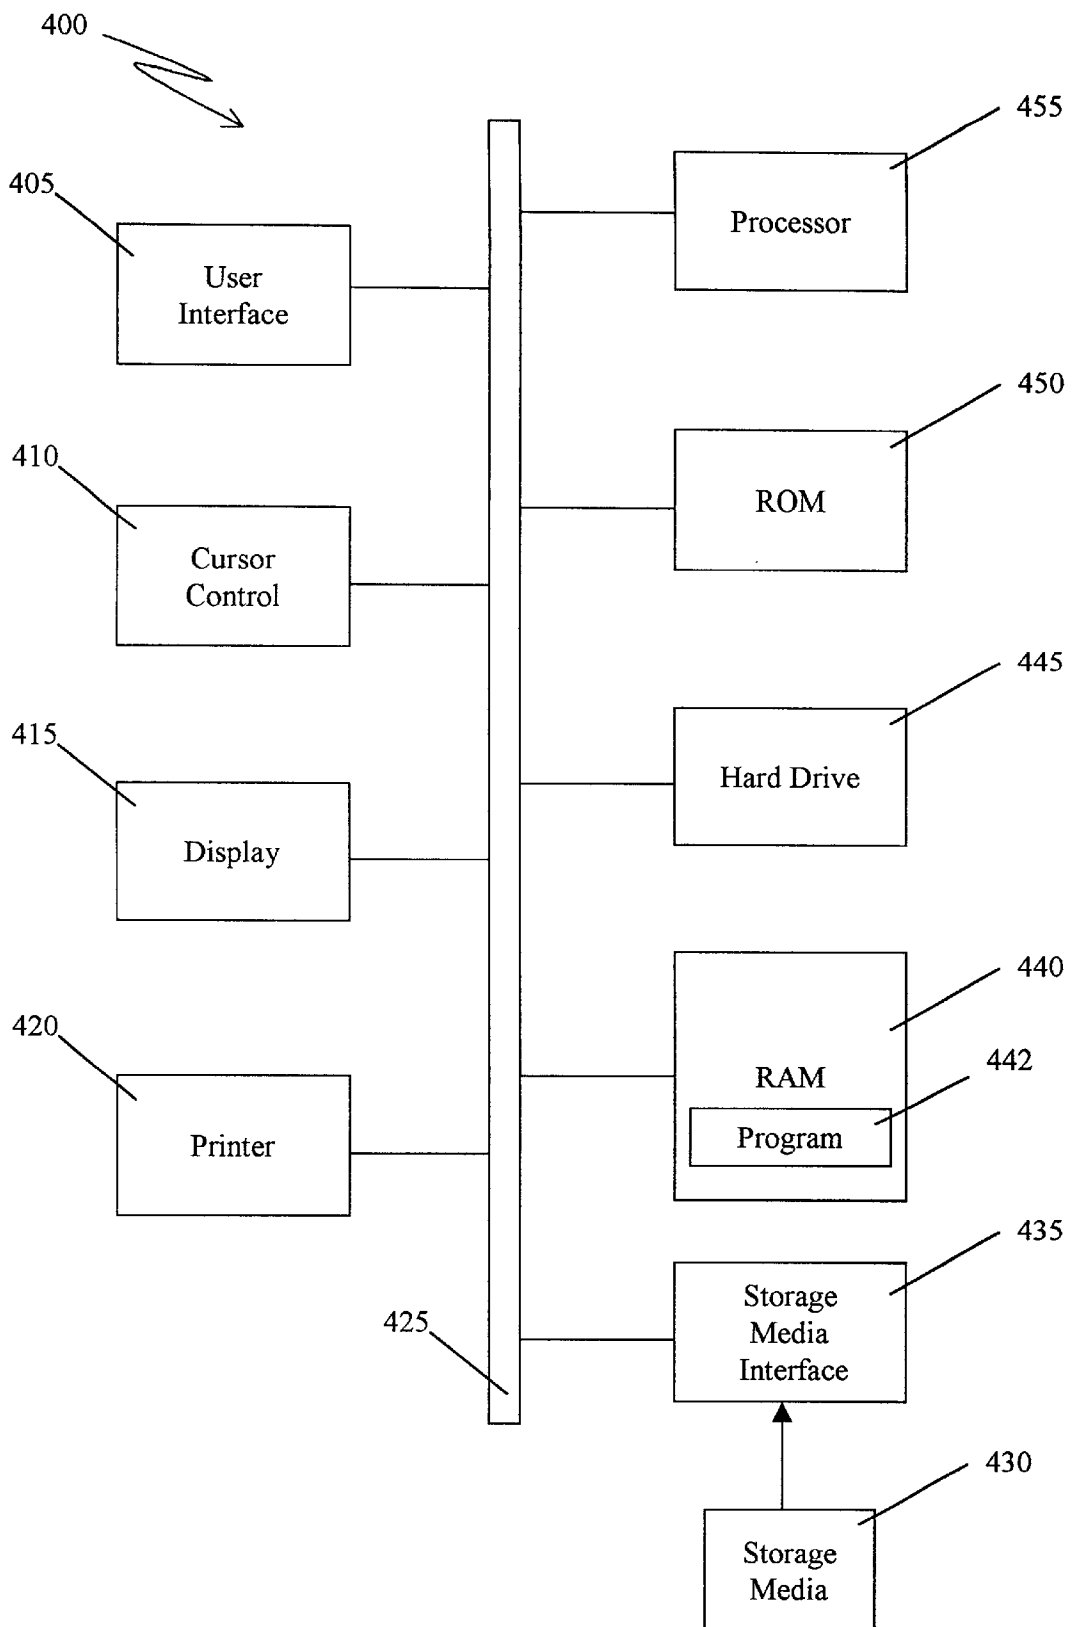 400
455
405
Processor
User
Interface
450
410
ROM
Cursor
Control
445
415
Hard Drive
Display
440
420
442
RAM
Program
Printer
435
425
Storage
Media
Interface
430
Storage
Media